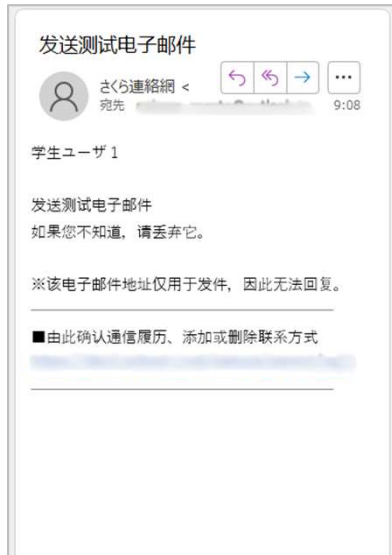 发送测试电子邮件
さくら連絡網 <
宛先
9:08
学生ユーザ 1
发送测试电子邮件
如果您不知道，请丢弃它。
※该电子邮件地址仅用于发件，因此无法回复。
■由此确认通信履历、添加或删除联系方式